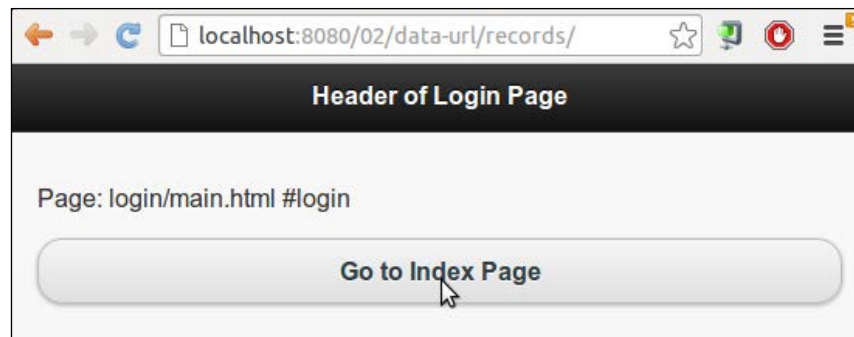 localhost:8080/02/data-url/records/
Header of Login Page
Page: login/main.html #login
Go to Index Page